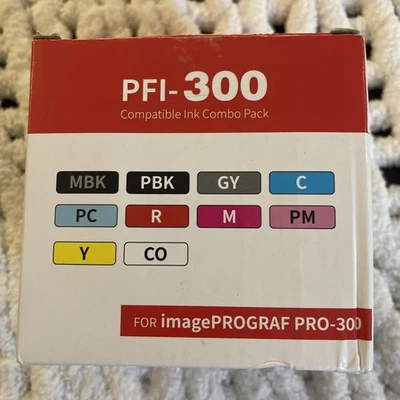 PFI-300
Compatible Ink Combo Pack
MBK PBK GY C
PC R M PM
Y CO
FOR imagePROGRAF PRO-300